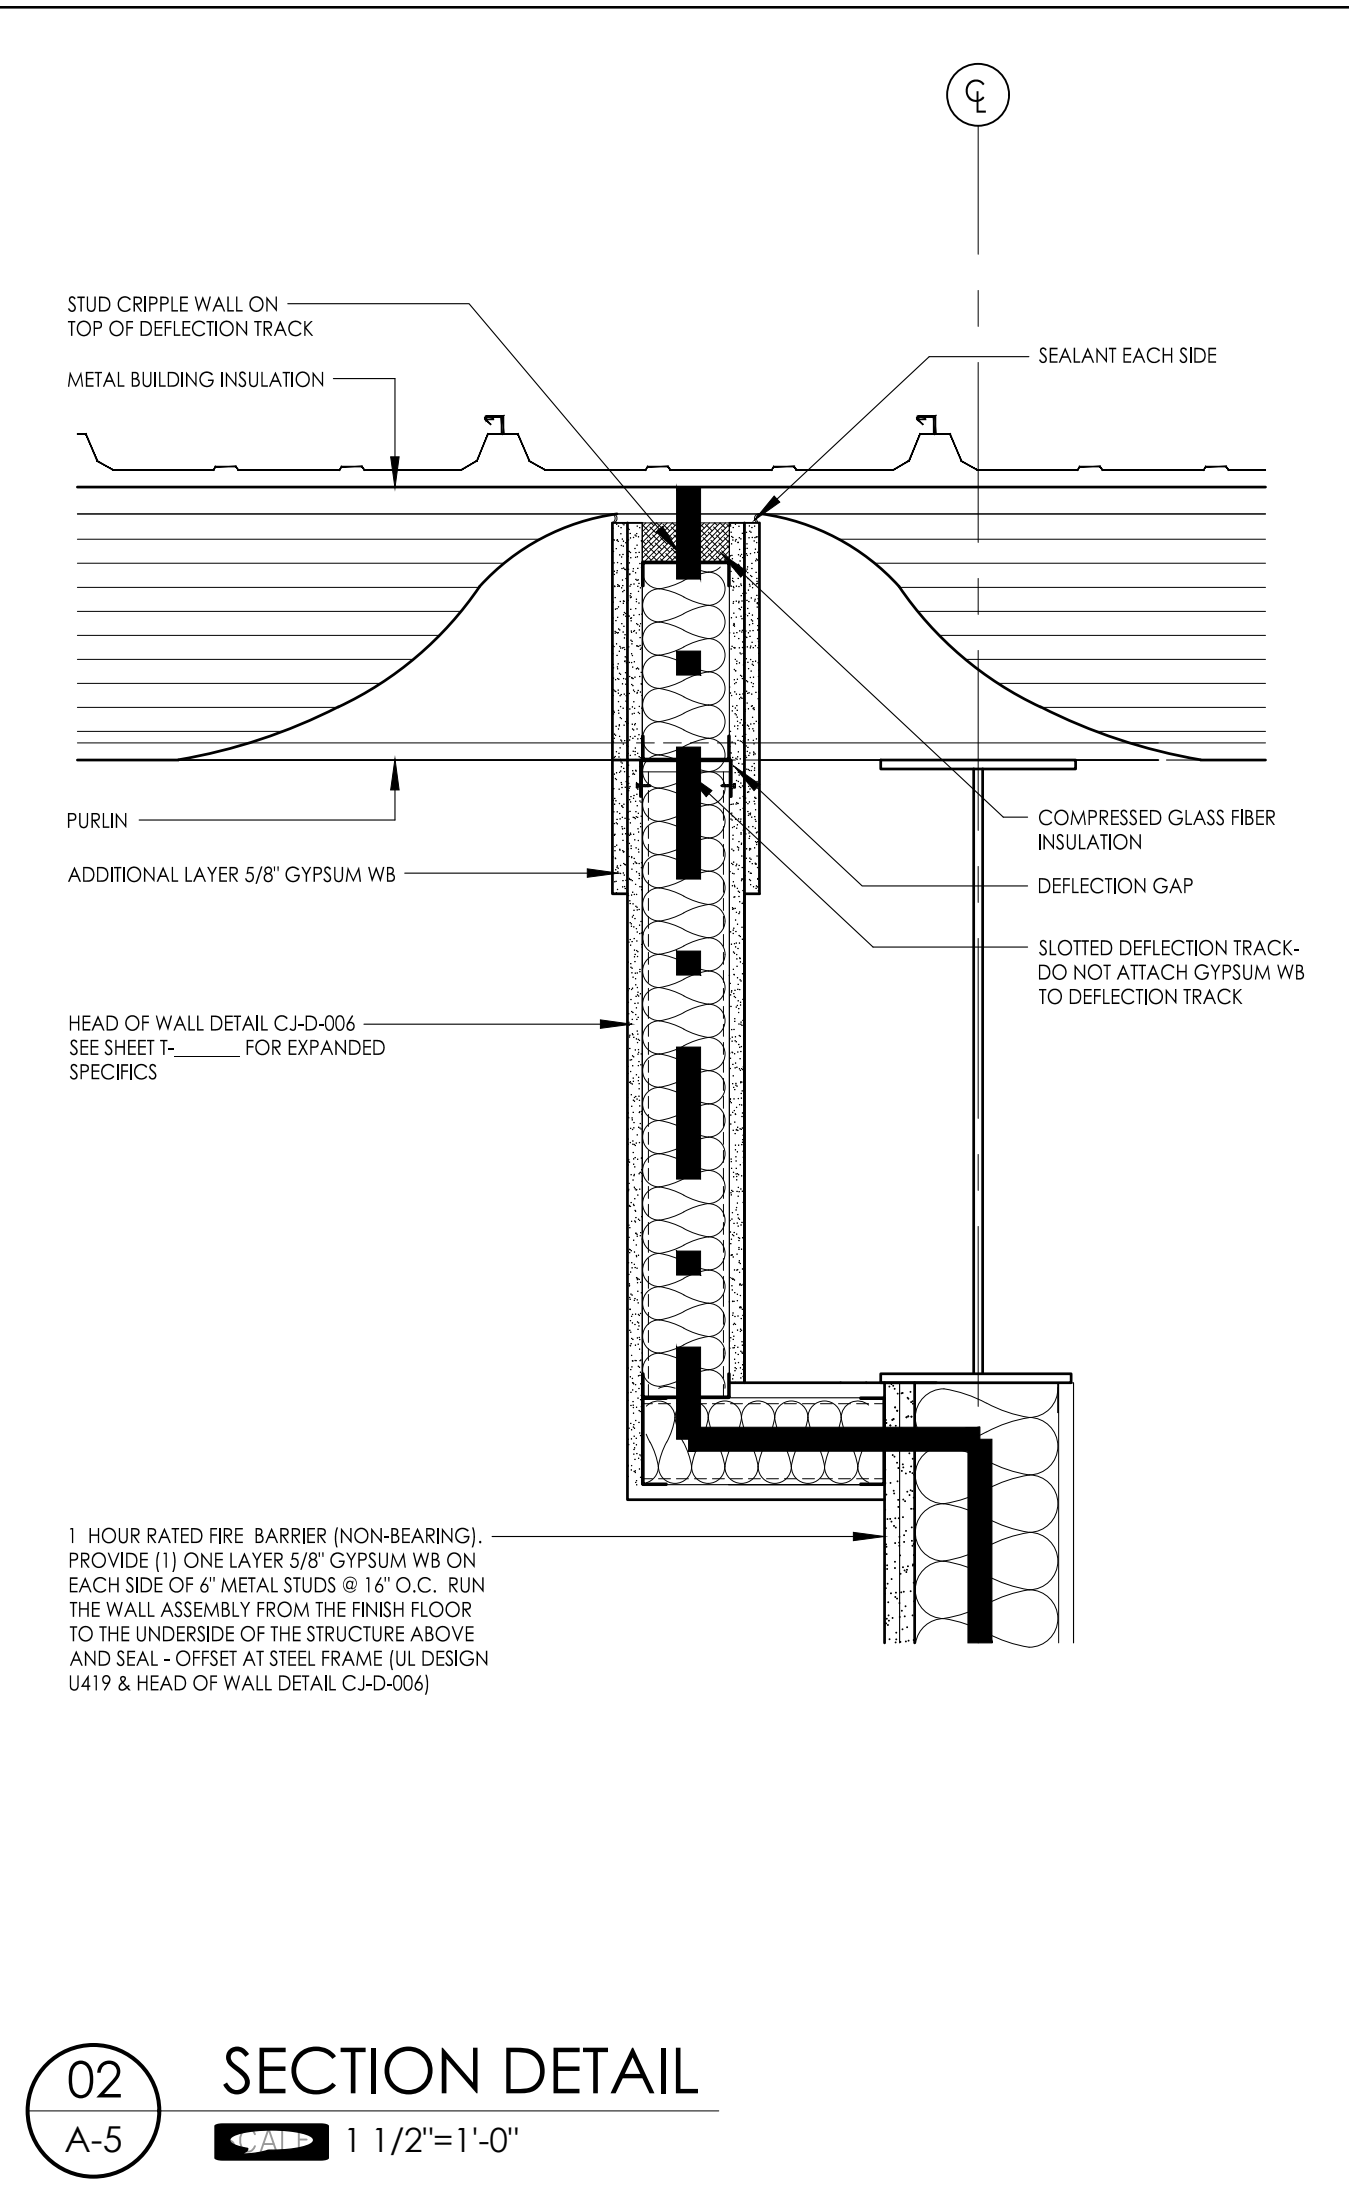 ℄
STUD CRIPPLE WALL ON
TOP OF DEFLECTION TRACK
METAL BUILDING INSULATION
SEALANT EACH SIDE
PURLIN
ADDITIONAL LAYER 5/8" GYPSUM WB
HEAD OF WALL DETAIL CJ-D-006
SEE SHEET T-______ FOR EXPANDED
SPECIFICS
COMPRESSED GLASS FIBER
INSULATION
DEFLECTION GAP
SLOTTED DEFLECTION TRACK-
DO NOT ATTACH GYPSUM WB
TO DEFLECTION TRACK
1 HOUR RATED FIRE BARRIER (NON-BEARING).
PROVIDE (1) ONE LAYER 5/8" GYPSUM WB ON
EACH SIDE OF 6" METAL STUDS @ 16" O.C. RUN
THE WALL ASSEMBLY FROM THE FINISH FLOOR
TO THE UNDERSIDE OF THE STRUCTURE ABOVE
AND SEAL - OFFSET AT STEEL FRAME (UL DESIGN
U419 & HEAD OF WALL DETAIL CJ-D-006)
02
A-5
SECTION DETAIL
1 1/2"=1'-0"